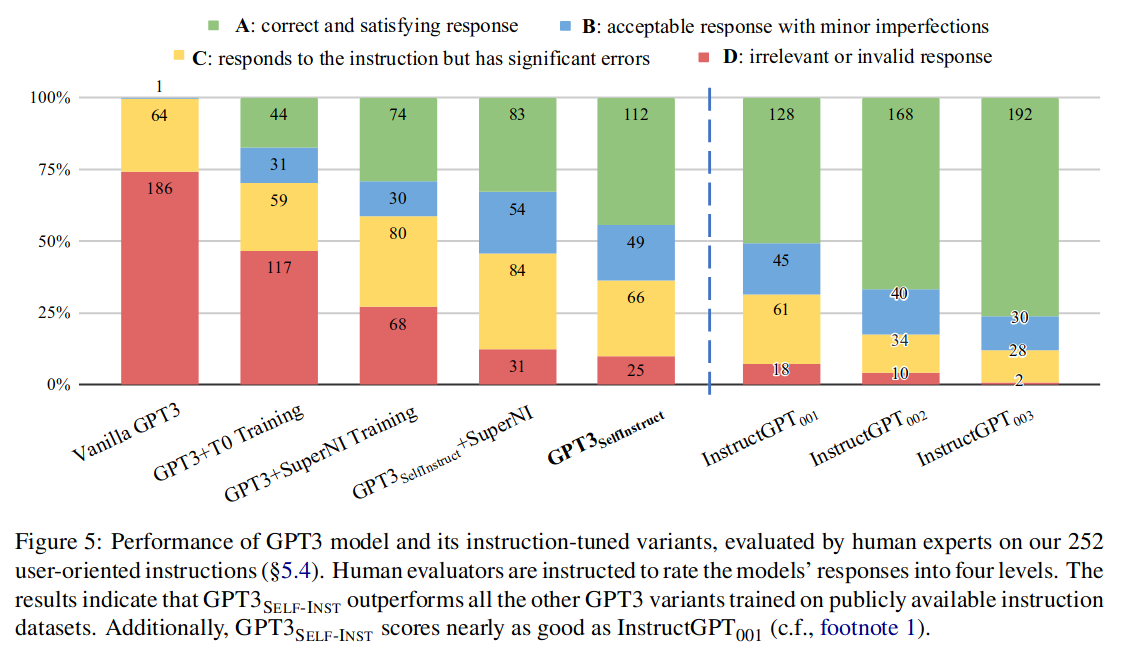 A: correct and satisfying response B: acceptable response with minor imperfections
C: responds to the instruction but has significant errors D: irrelevant or invalid response
100%
75%
50%
25%
0%
1
64
186
44
31
59
117
74
30
80
68
83
54
84
31
112
49
66
25
128
45
61
18
168
40
34
10
192
30
28
2
Vanilla GPT3
GPT3+T0 Training
GPT3+SuperNI Training
GPT3SelfInstruct+SuperNI
GPT3SelfInstruct
InstructGPT001
InstructGPT002
InstructGPT003
Figure 5: Performance of GPT3 model and its instruction-tuned variants, evaluated by human experts on our 252
user-oriented instructions (§5.4). Human evaluators are instructed to rate the models' responses into four levels. The
results indicate that GPT3SELF-INST outperforms all the other GPT3 variants trained on publicly available instruction
datasets. Additionally, GPT3SELF-INST scores nearly as good as InstructGPT001 (c.f., footnote 1).